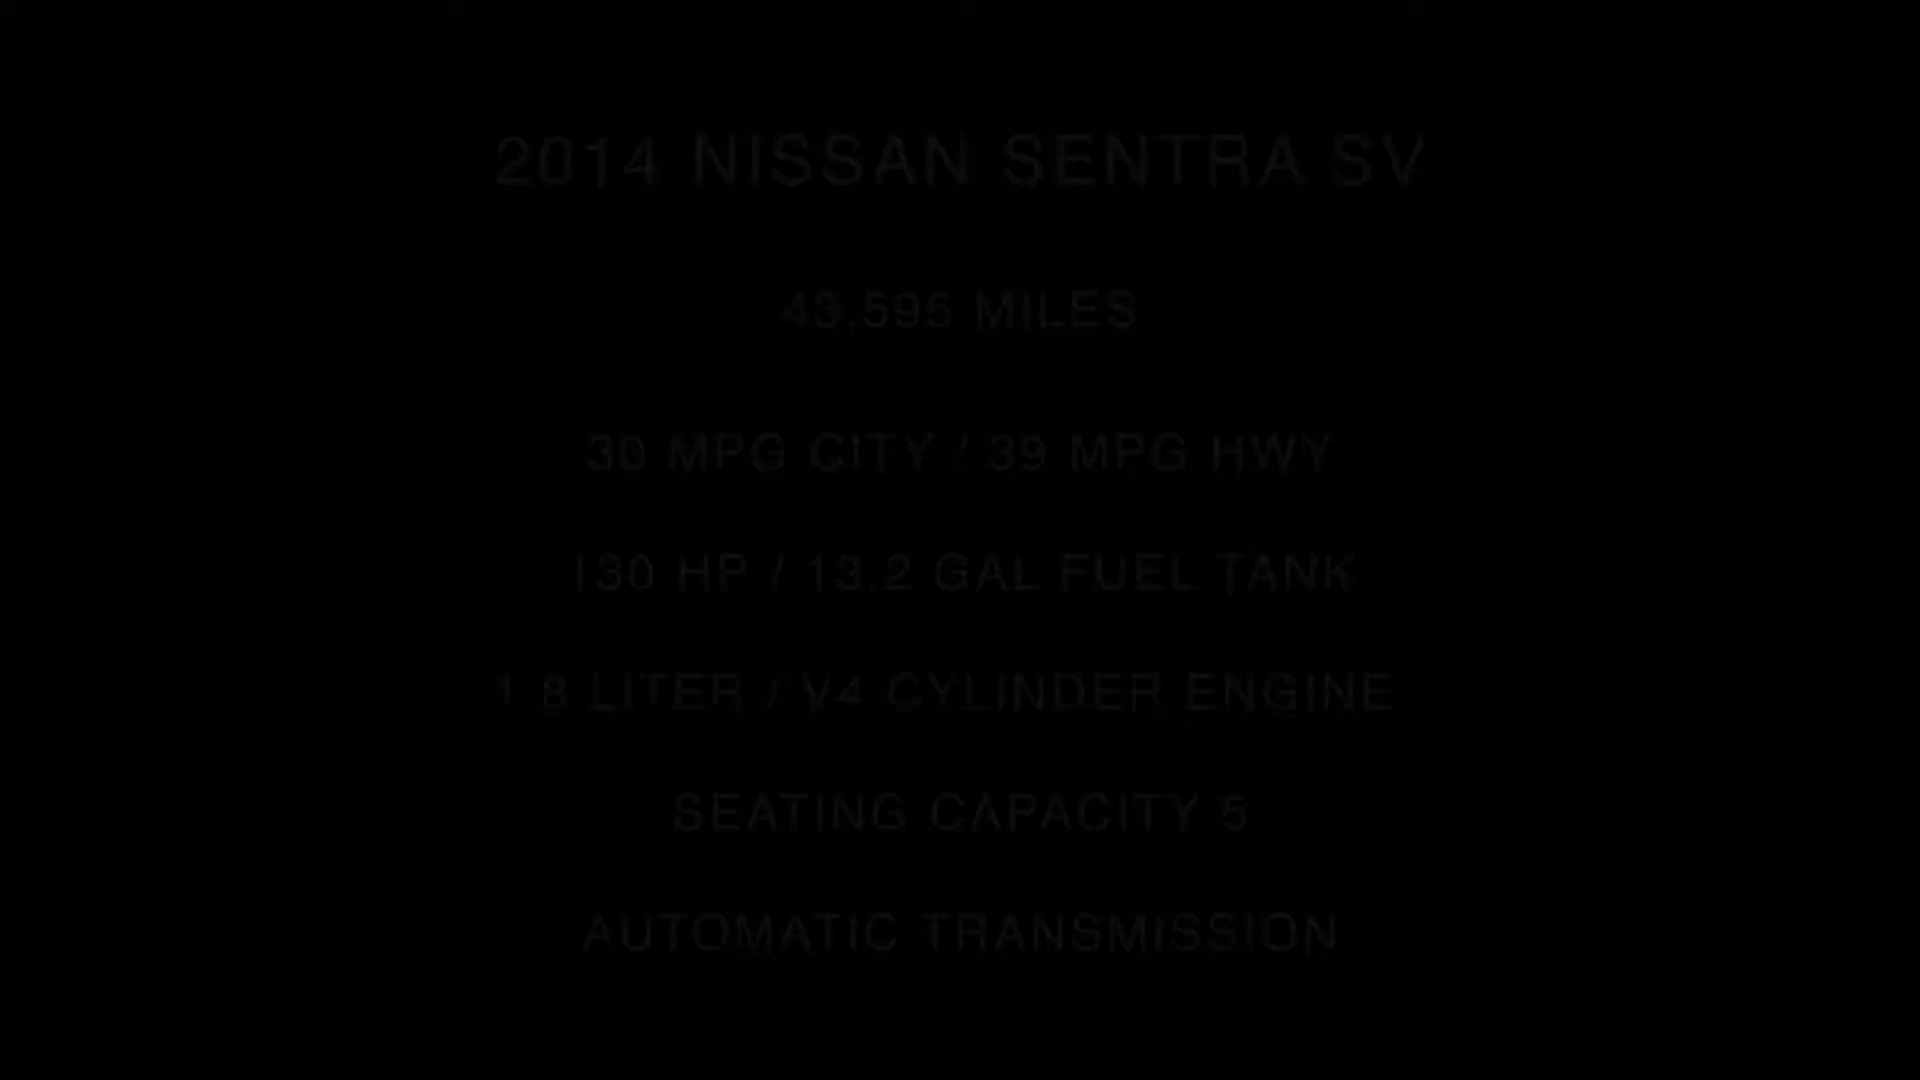 2014 NISSAN SENTRA SV
43,595 MILES
30 MPG CITY / 39 MPG HWY
130 HP / 13.2 GAL FUEL TANK
1.8 LITER / V4 CYLINDER ENGINE
SEATING CAPACITY 5
AUTOMATIC TRANSMISSION